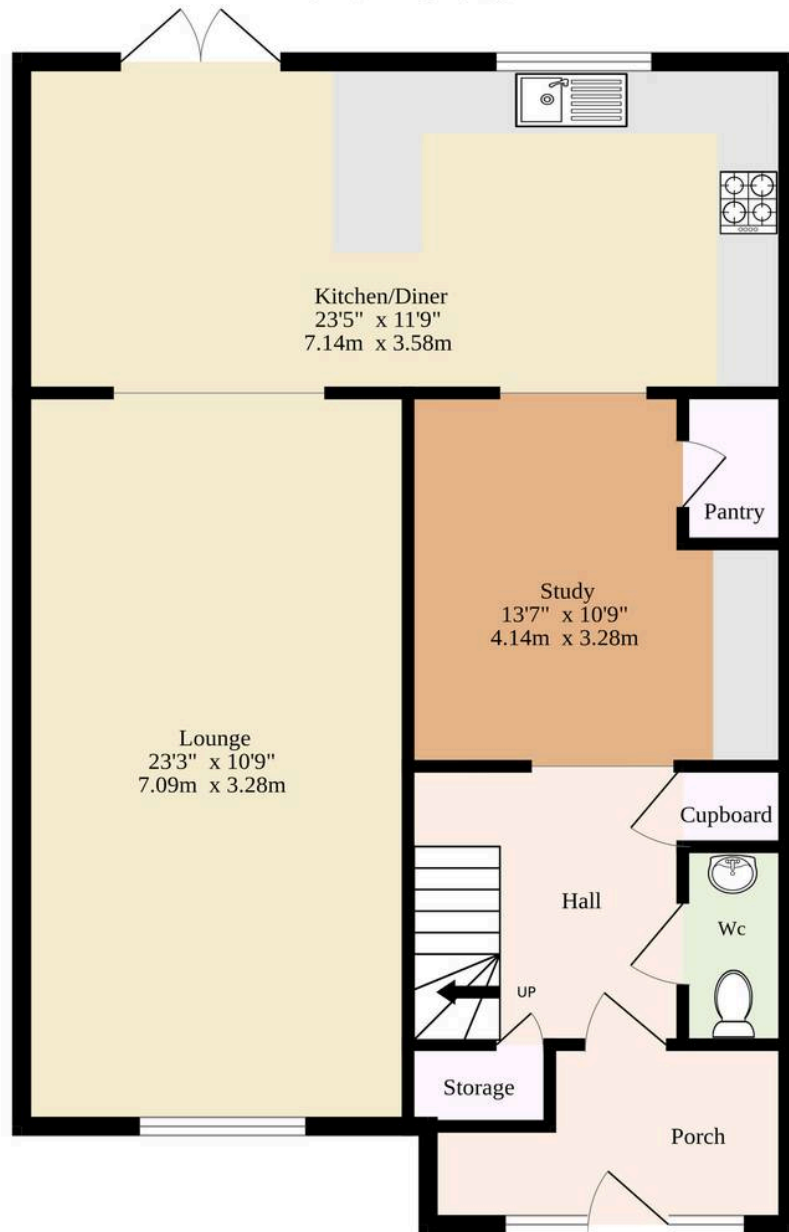 Kitchen/Diner
23'5" x 11'9"
7.14m x 3.58m
Pantry
Study
13'7" x 10'9"
4.14m x 3.28m
Lounge
23'3" x 10'9"
7.09m x 3.28m
Cupboard
Hall
Wc
UP
Storage
Porch